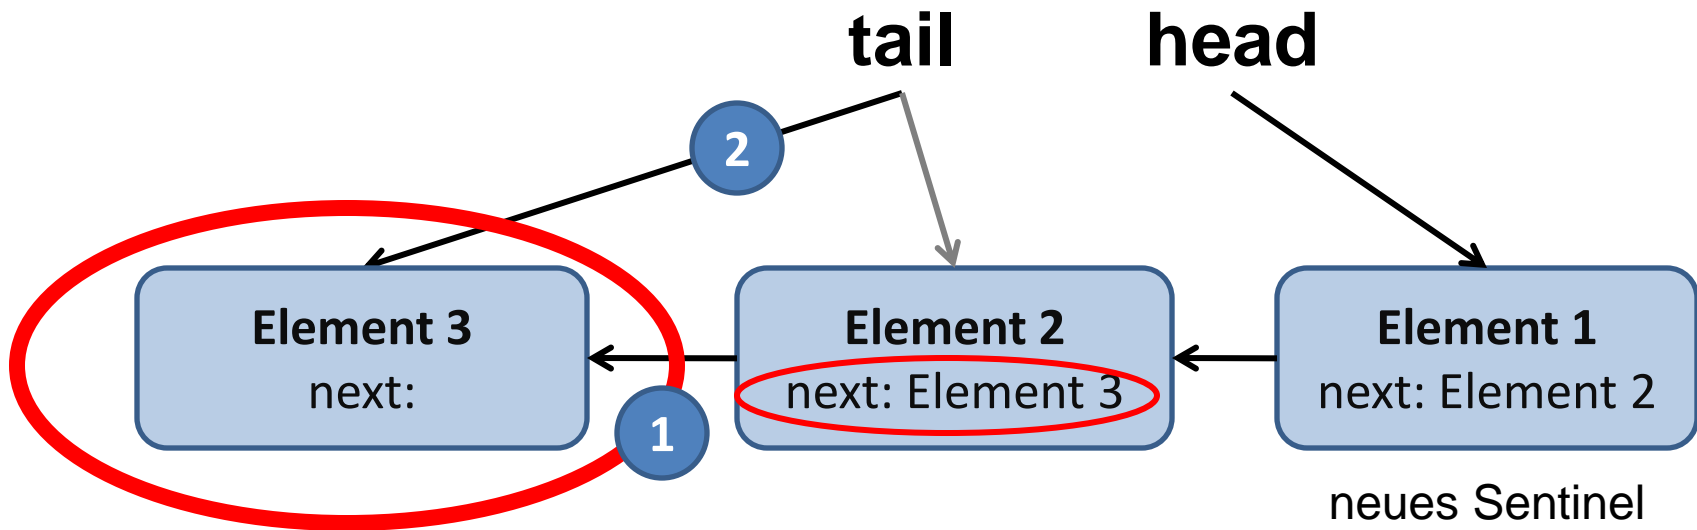 tail
head
2
Element 3
next:
1
Element 2
next: Element 3
Element 1
next: Element 2
neues Sentinel